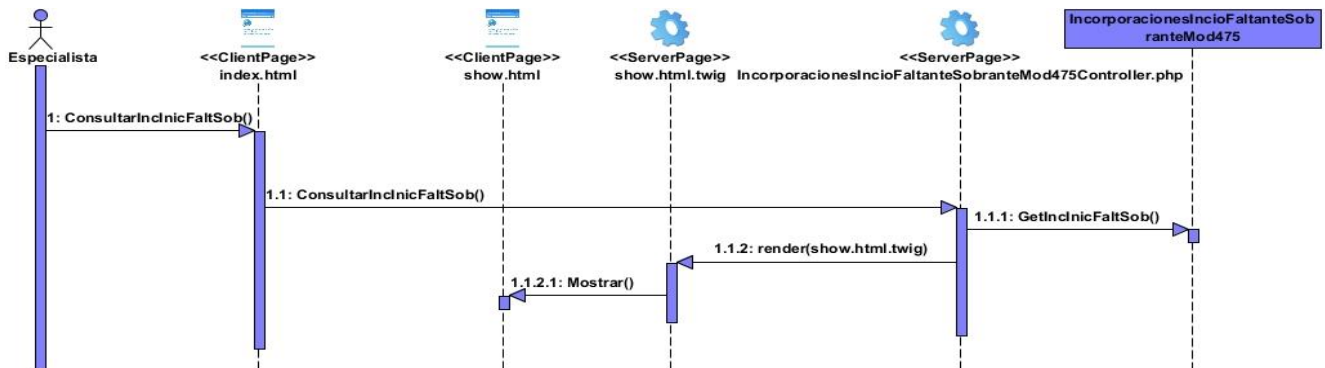 Especialista
<<ClientPage>>
index.html
<<ClientPage>>
show.html
<<ServerPage>>
show.html.twig
<<ServerPage>>
IncorporacionesIncioFaltanteSobranteMod475Controller.php
IncorporacionesIncioFaltanteSob
ranteMod475
1: ConsultarIncInicFaltSob()
1.1: ConsultarIncInicFaltSob()
1.1.1: GetIncInicFaltSob()
1.1.2: render(show.html.twig)
1.1.2.1: Mostrar()